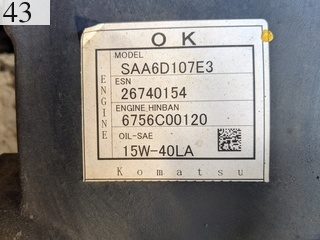 43
OK
ENGINE
MODEL
SAA6D107E3
ESN
26740154
ENGINE,HINBAN
6756C00120
OIL-SAE
15W-40LA
Komatsu